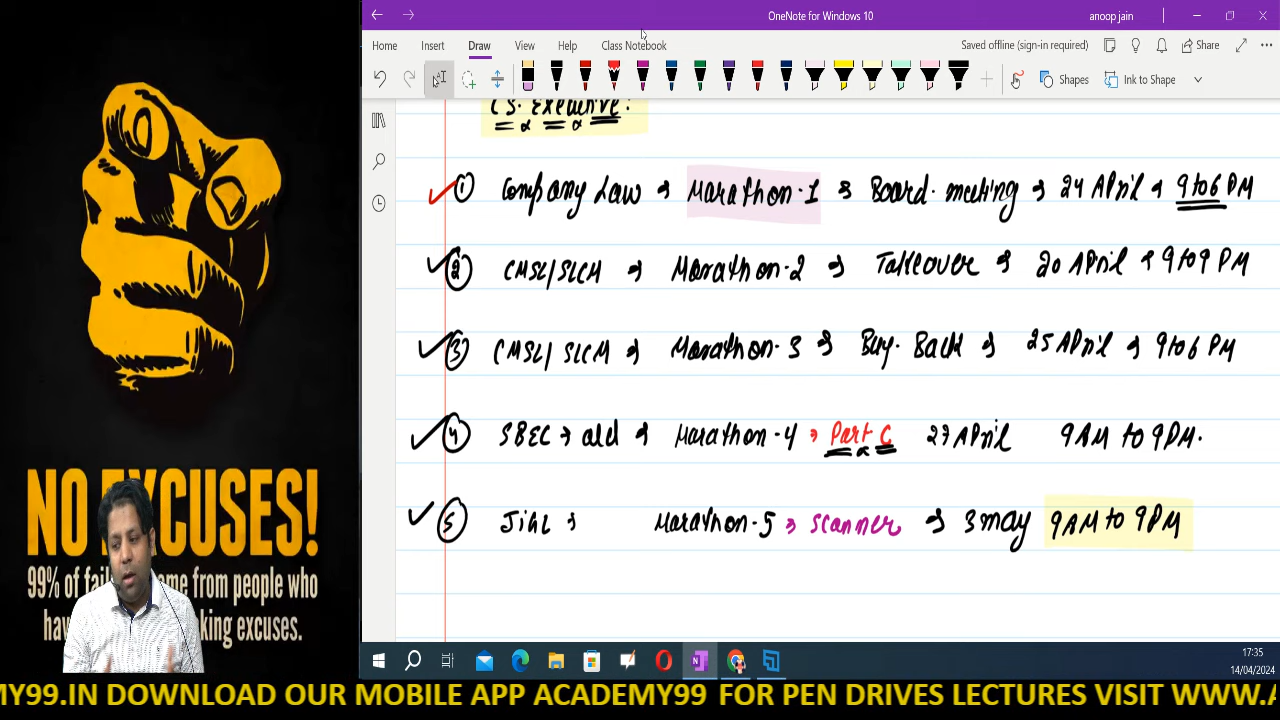 OneNote for Windows 10
anoop jain
Home Insert Draw View Help Class Notebook
Saved offline (sign-in required)
Share
Shapes
Ink to Shape
CS. Executive:
① Company Law → Marathon-1 → Board meeting → 24 April → 9 to 6 PM
② CMSL/SLCM → Marathon-2 → Takeover → 20 April → 9 to 9 PM
③ CMSL/SLCM → Marathon-3 → Buy-Back → 25 April → 9 to 6 PM
④ SBEC → old → Marathon-4 → Part C 27 April 9AM to 9PM.
⑤ JIGL → Marathon-5 → Scanner → 3 may 9AM to 9PM
NO EXCUSES!
99% of fail ome from people who
hav king excuses.
17:35
14/04/2024
MY99.IN DOWNLOAD OUR MOBILE APP ACADEMY99 FOR PEN DRIVES LECTURES VISIT WWW.A